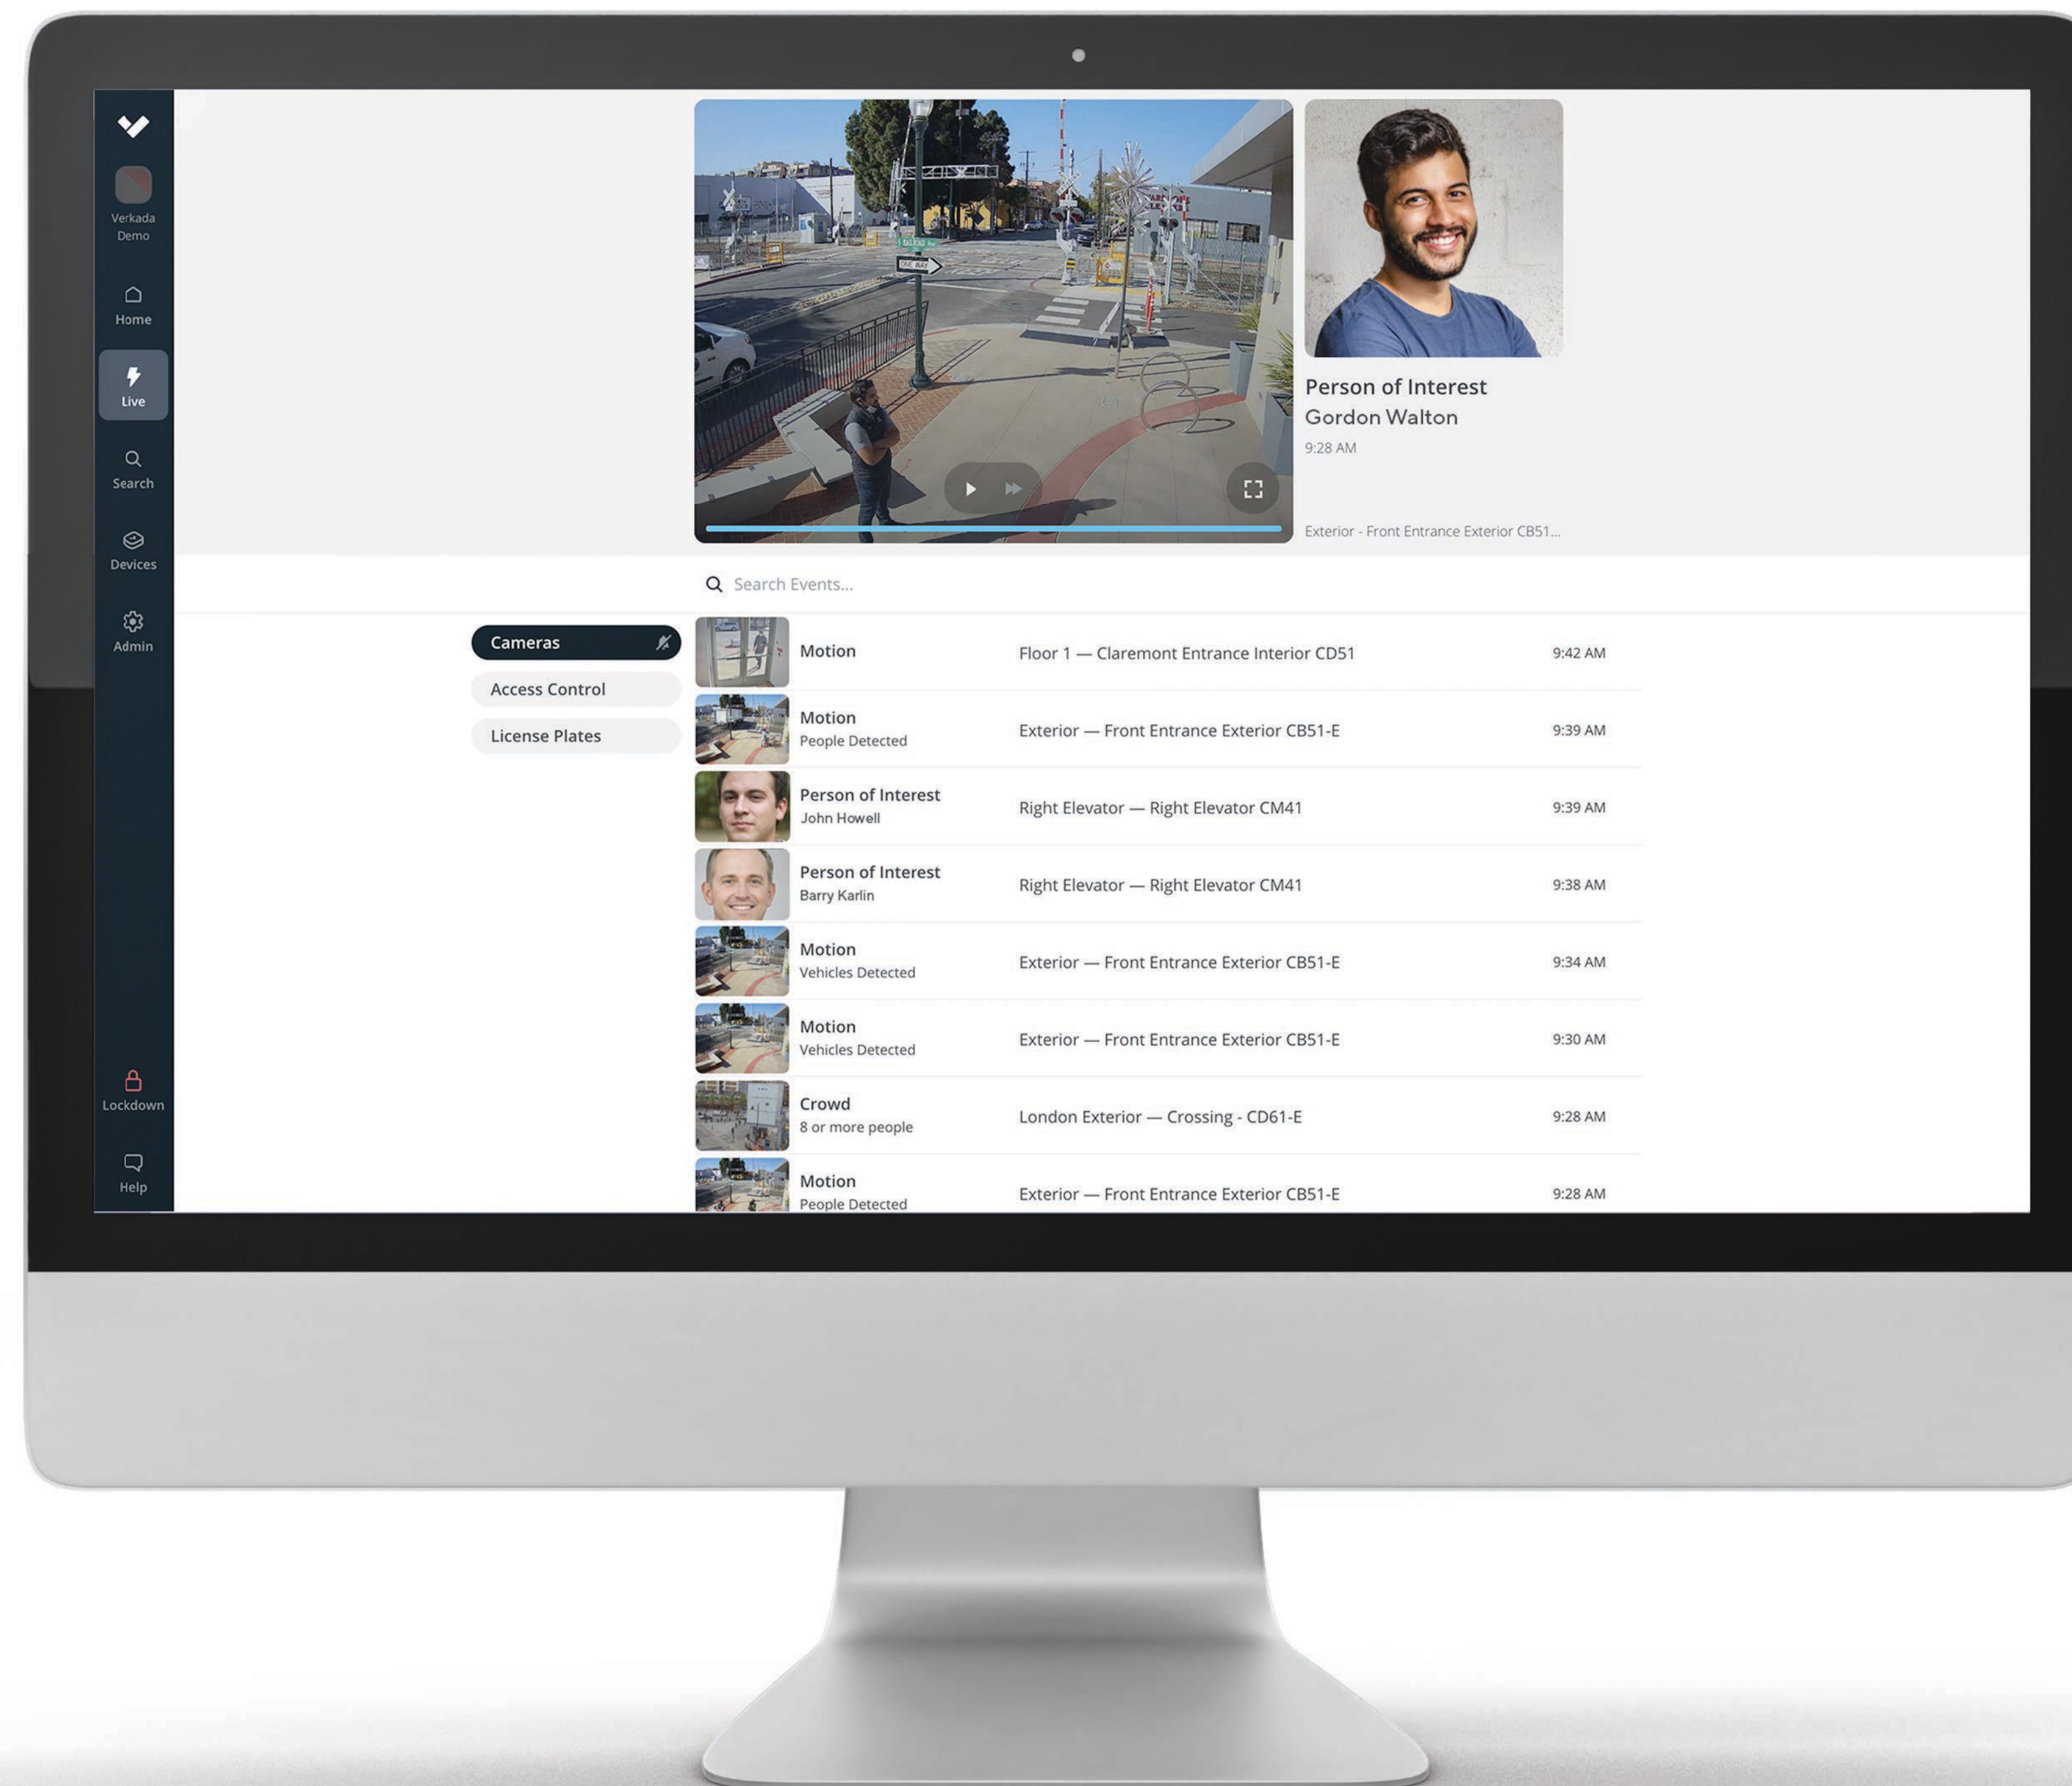 Verkada
Demo
Home
Live
Search
Devices
Admin
Lockdown
Help
S RAILROAD Ave
ONE WAY
Person of Interest
Gordon Walton
9:28 AM
Exterior - Front Entrance Exterior CB51...
Search Events...
Cameras
Access Control
License Plates
Motion
Floor 1 — Claremont Entrance Interior CD51
9:42 AM
Motion
People Detected
Exterior — Front Entrance Exterior CB51-E
9:39 AM
Person of Interest
John Howell
Right Elevator — Right Elevator CM41
9:39 AM
Person of Interest
Barry Karlin
Right Elevator — Right Elevator CM41
9:38 AM
Motion
Vehicles Detected
Exterior — Front Entrance Exterior CB51-E
9:34 AM
Motion
Vehicles Detected
Exterior — Front Entrance Exterior CB51-E
9:30 AM
Crowd
8 or more people
London Exterior — Crossing - CD61-E
9:28 AM
Motion
People Detected
Exterior — Front Entrance Exterior CB51-E
9:28 AM